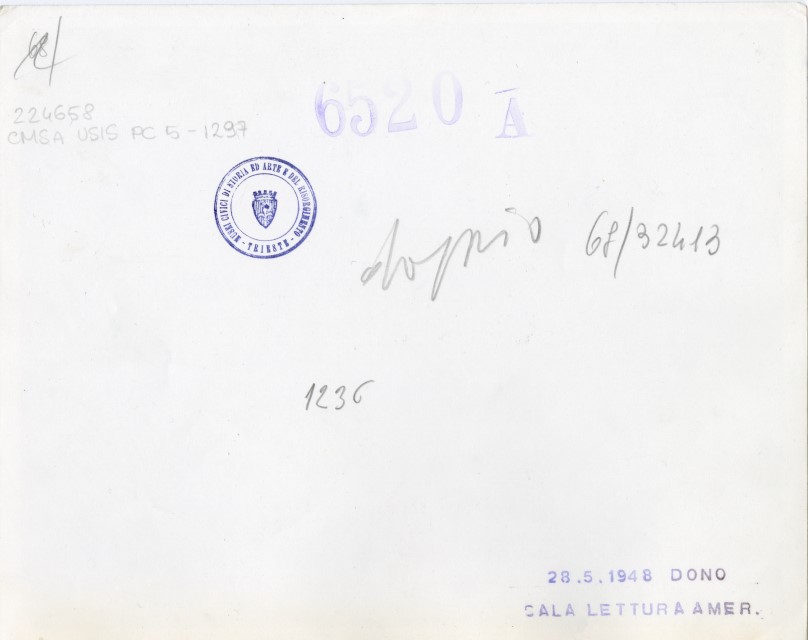 68/
224658
CMSA USIS PC 5-1297
6520 A
MUSEI CIVICI DI STORIA ED ARTE E DEL RISORGIMENTO
- TRIESTE -
doppio 68/32413
1236
28.5.1948 DONO
SALA LETTURA AMER.